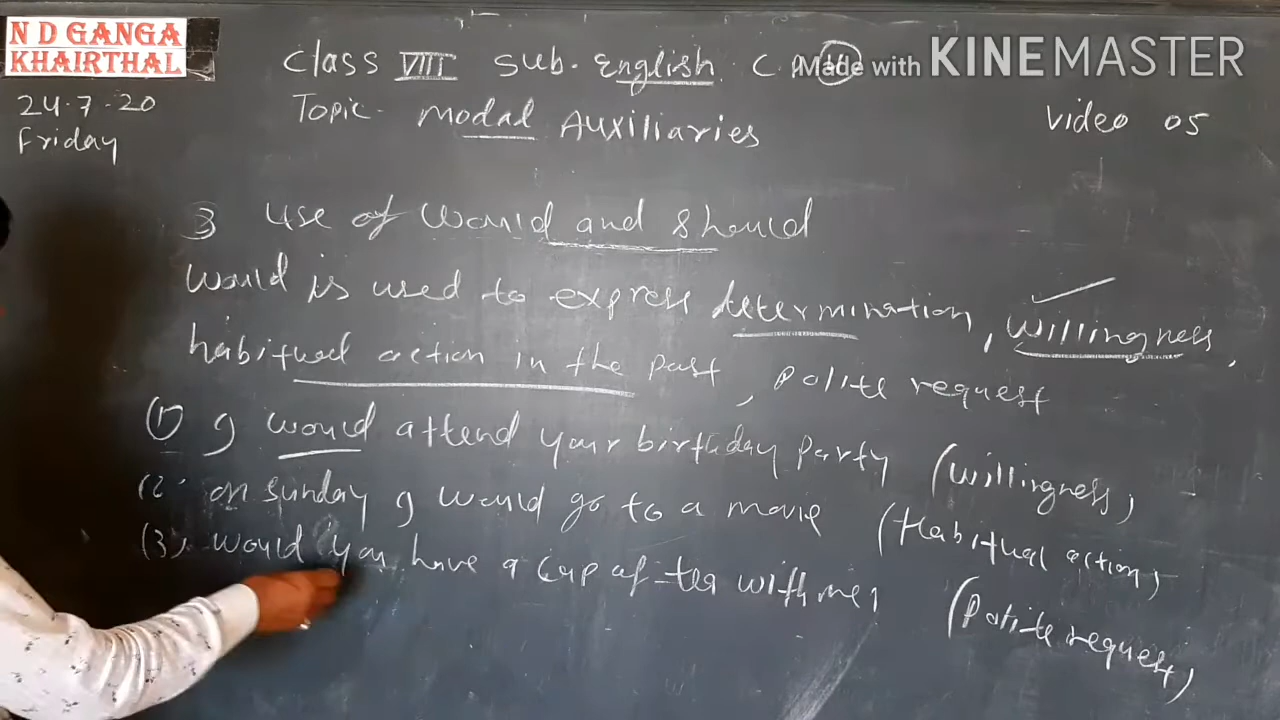 N D GANGA
KHAIRTHAL
24.7.20
Friday
Class VIII Sub. English C
Made with KINEMASTER
Topic - Modal Auxiliaries
Video 05
3 Use of Would and Should
Would is used to express determination, Willingness,
habitual action in the past, Polite request
(1) I would attend your birthday party (Willingness)
(2) On Sunday I would go to a movie (Habitual action)
(3) Would you have a cup of tea with me, (Polite request)